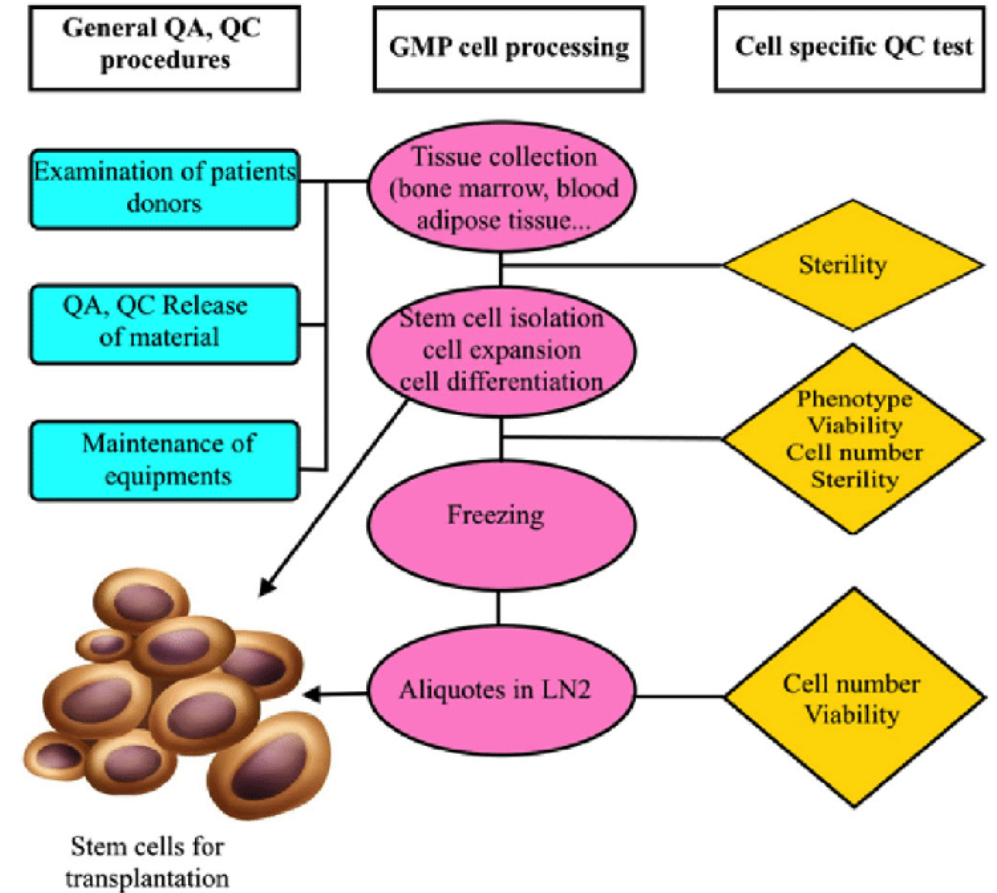 General QA, QC
procedures
GMP cell processing
Cell specific QC test
Examination of patients
donors
QA, QC Release
of material
Maintenance of
equipments
Tissue collection
(bone marrow, blood
adipose tissue...
Stem cell isolation
cell expansion
cell differentiation
Freezing
Aliquotes in LN2
Sterility
Phenotype
Viability
Cell number
Sterility
Cell number
Viability
Stem cells for
transplantation